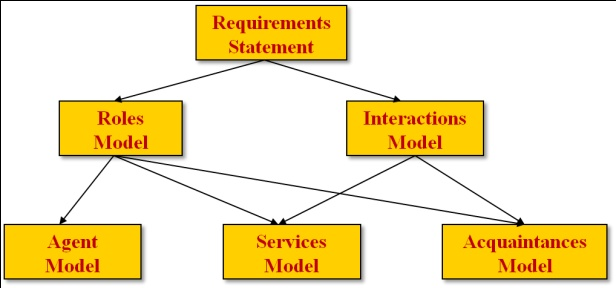 Requirements
Statement
Roles
Model
Interactions
Model
Agent
Model
Services
Model
Acquaintances
Model